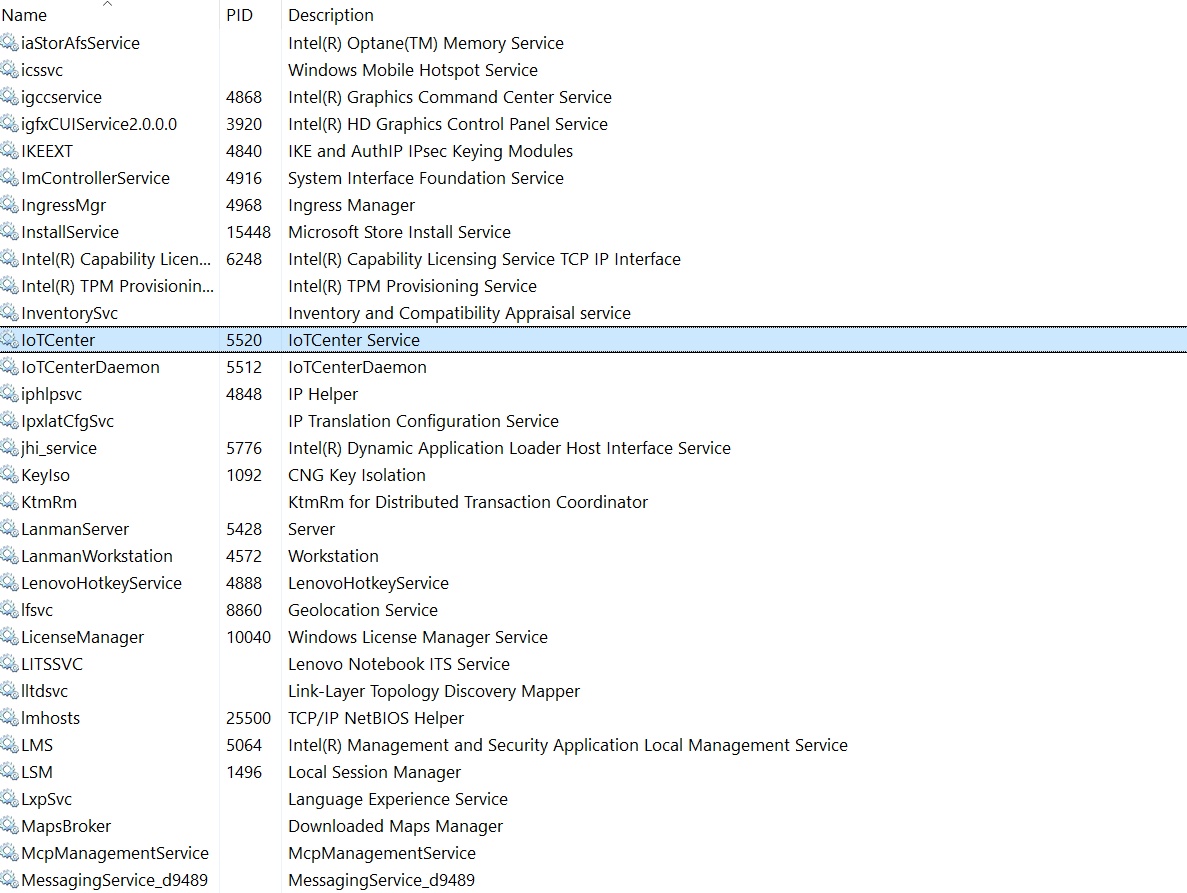 Name PID Description
iaStorAfsService Intel(R) Optane(TM) Memory Service
icssvc Windows Mobile Hotspot Service
igccservice 4868 Intel(R) Graphics Command Center Service
igfxCUIService2.0.0.0 3920 Intel(R) HD Graphics Control Panel Service
IKEEXT 4840 IKE and AuthIP IPsec Keying Modules
ImControllerService 4916 System Interface Foundation Service
IngressMgr 4968 Ingress Manager
InstallService 15448 Microsoft Store Install Service
Intel(R) Capability Licen... 6248 Intel(R) Capability Licensing Service TCP IP Interface
Intel(R) TPM Provisionin... Intel(R) TPM Provisioning Service
InventorySvc Inventory and Compatibility Appraisal service
IoTCenter 5520 IoTCenter Service
IoTCenterDaemon 5512 IoTCenterDaemon
iphlpsvc 4848 IP Helper
IpxlatCfgSvc IP Translation Configuration Service
jhi_service 5776 Intel(R) Dynamic Application Loader Host Interface Service
KeyIso 1092 CNG Key Isolation
KtmRm KtmRm for Distributed Transaction Coordinator
LanmanServer 5428 Server
LanmanWorkstation 4572 Workstation
LenovoHotkeyService 4888 LenovoHotkeyService
lfsvc 8860 Geolocation Service
LicenseManager 10040 Windows License Manager Service
LITSSVC Lenovo Notebook ITS Service
lltdsvc Link-Layer Topology Discovery Mapper
lmhosts 25500 TCP/IP NetBIOS Helper
LMS 5064 Intel(R) Management and Security Application Local Management Service
LSM 1496 Local Session Manager
LxpSvc Language Experience Service
MapsBroker Downloaded Maps Manager
McpManagementService McpManagementService
MessagingService_d9489 MessagingService_d9489